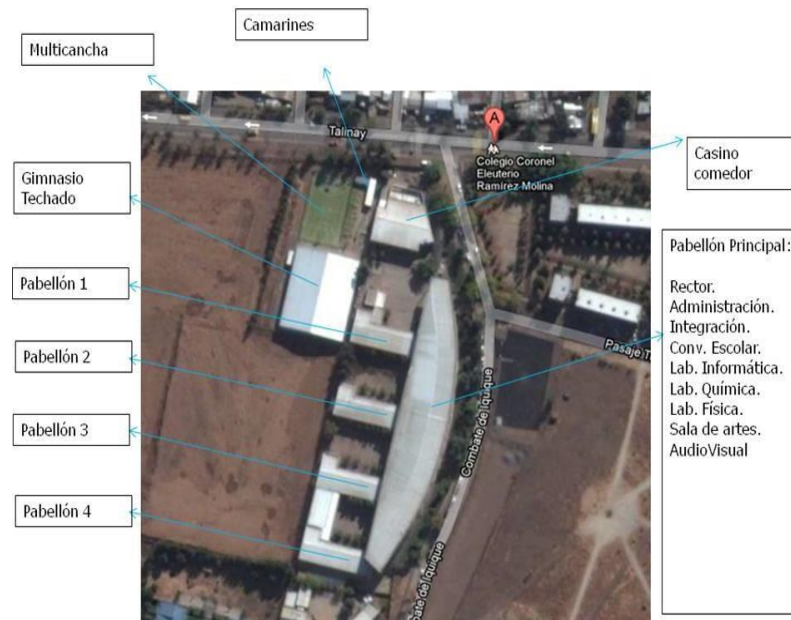 Camarines
Multicancha
Talinay
A
Colegio Coronel
Eleuterio
Ramírez Molina
Casino
comedor
Gimnasio
Techado
Pabellón Principal:
Rector.
Administración.
Integración.
Conv. Escolar.
Lab. Informática.
Lab. Química.
Lab. Física.
Sala de artes.
AudioVisual
Pabellón 1
Pabellón 2
Pabellón 3
Pabellón 4
Pasaje T
Combate de Iquique
bate de Iquique